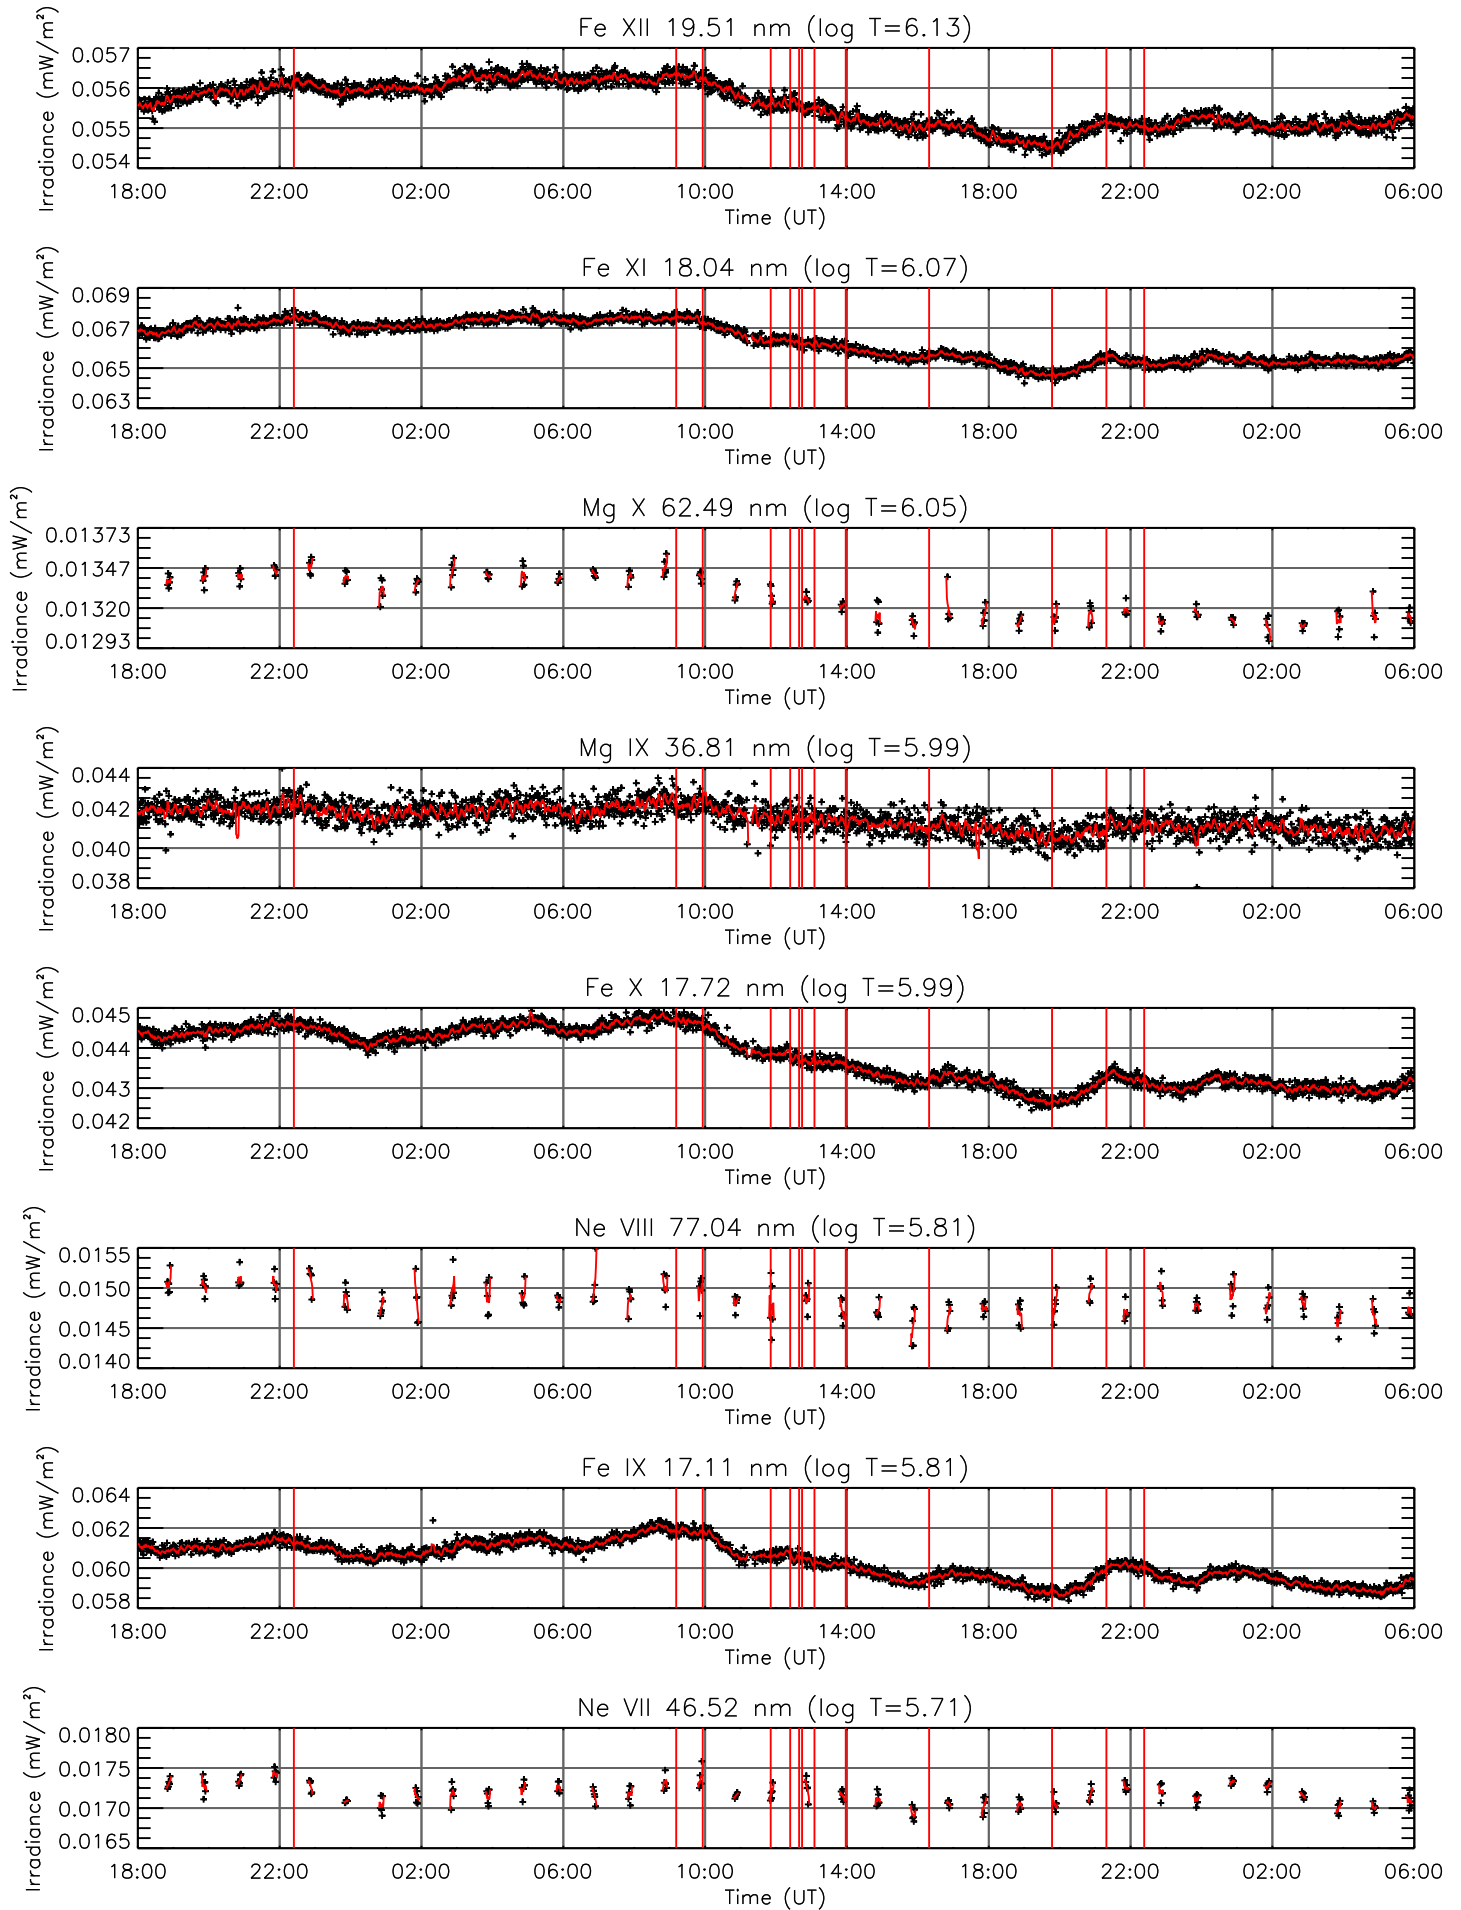 Fe XII 19.51 nm (log T=6.13)
Irradiance (mW/m²)
0.057
0.056
0.055
0.054
18:00 22:00 02:00 06:00 10:00 14:00 18:00 22:00 02:00 06:00
Time (UT)
Fe XI 18.04 nm (log T=6.07)
Irradiance (mW/m²)
0.069
0.067
0.065
0.063
18:00 22:00 02:00 06:00 10:00 14:00 18:00 22:00 02:00 06:00
Time (UT)
Mg X 62.49 nm (log T=6.05)
Irradiance (mW/m²)
0.01373
0.01347
0.01320
0.01293
18:00 22:00 02:00 06:00 10:00 14:00 18:00 22:00 02:00 06:00
Time (UT)
Mg IX 36.81 nm (log T=5.99)
Irradiance (mW/m²)
0.044
0.042
0.040
0.038
18:00 22:00 02:00 06:00 10:00 14:00 18:00 22:00 02:00 06:00
Time (UT)
Fe X 17.72 nm (log T=5.99)
Irradiance (mW/m²)
0.045
0.044
0.043
0.042
18:00 22:00 02:00 06:00 10:00 14:00 18:00 22:00 02:00 06:00
Time (UT)
Ne VIII 77.04 nm (log T=5.81)
Irradiance (mW/m²)
0.0155
0.0150
0.0145
0.0140
18:00 22:00 02:00 06:00 10:00 14:00 18:00 22:00 02:00 06:00
Time (UT)
Fe IX 17.11 nm (log T=5.81)
Irradiance (mW/m²)
0.064
0.062
0.060
0.058
18:00 22:00 02:00 06:00 10:00 14:00 18:00 22:00 02:00 06:00
Time (UT)
Ne VII 46.52 nm (log T=5.71)
Irradiance (mW/m²)
0.0180
0.0175
0.0170
0.0165
18:00 22:00 02:00 06:00 10:00 14:00 18:00 22:00 02:00 06:00
Time (UT)